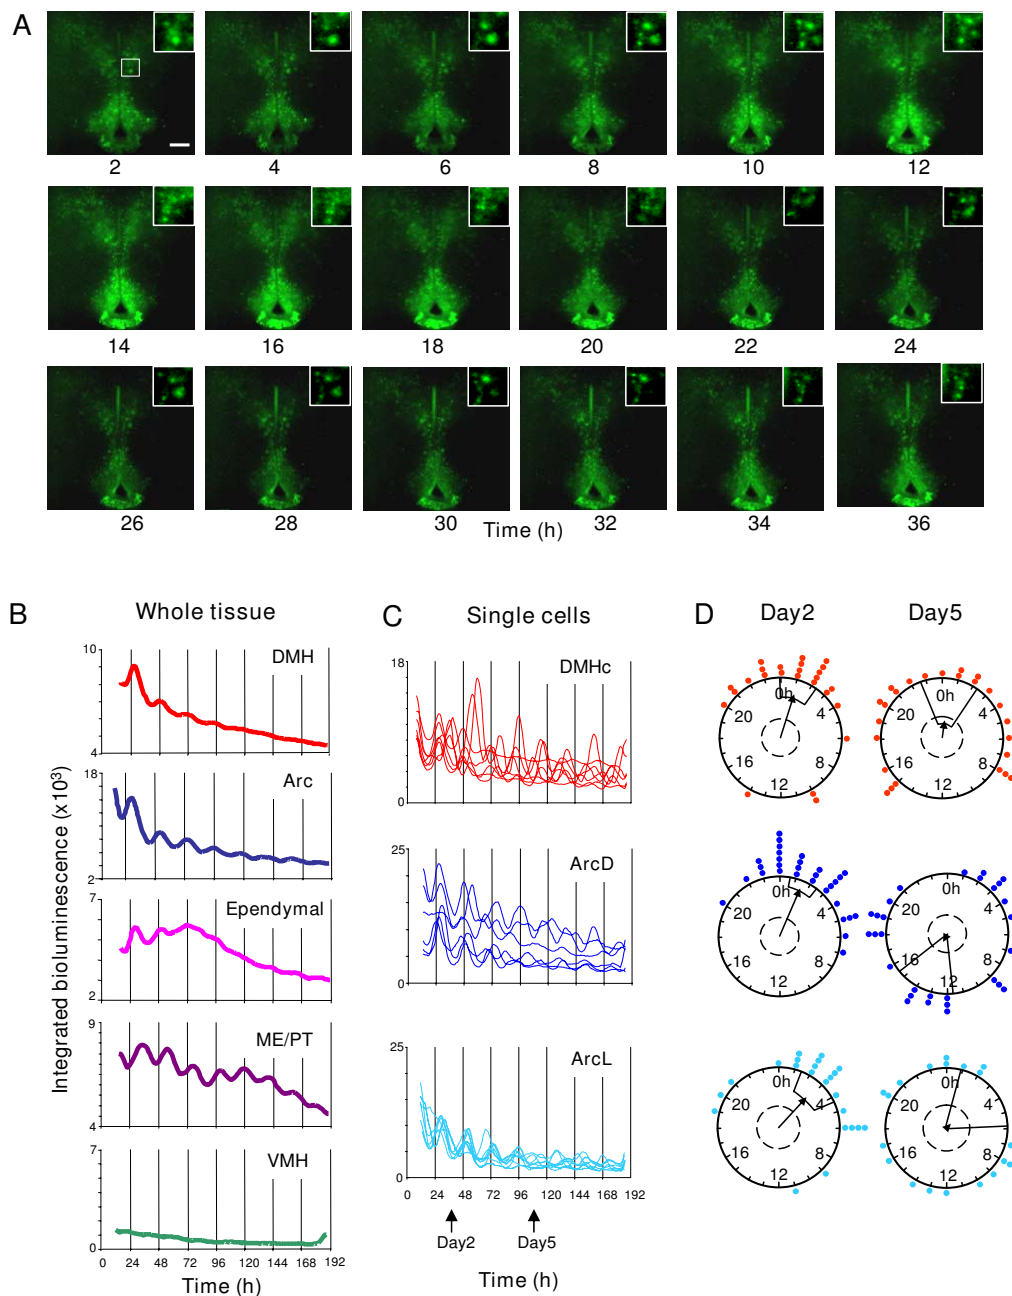 A
2 4 6 8 10 12
14 16 18 20 22 24
26 28 30 32 34 36
Time (h)
B Whole tissue
Integrated bioluminescence (x 10³)
10
DMH
4
18
Arc
2
7
Ependymal
2
9
ME/PT
4
7
VMH
0
0 24 48 72 96 120 144 168 192
Time (h)
C Single cells
18
DMHc
0
25
ArcD
0
25
ArcL
0
0 24 48 72 96 120 144 168 192
Day2 Day5
Time (h)
D Day2 Day5
0h 4 8 12 16 20
0h 4 8 12 16 20
0h 4 8 12 16 20
0h 4 8 12 16 20
0h 4 8 12 16 20
0h 4 8 12 16 20